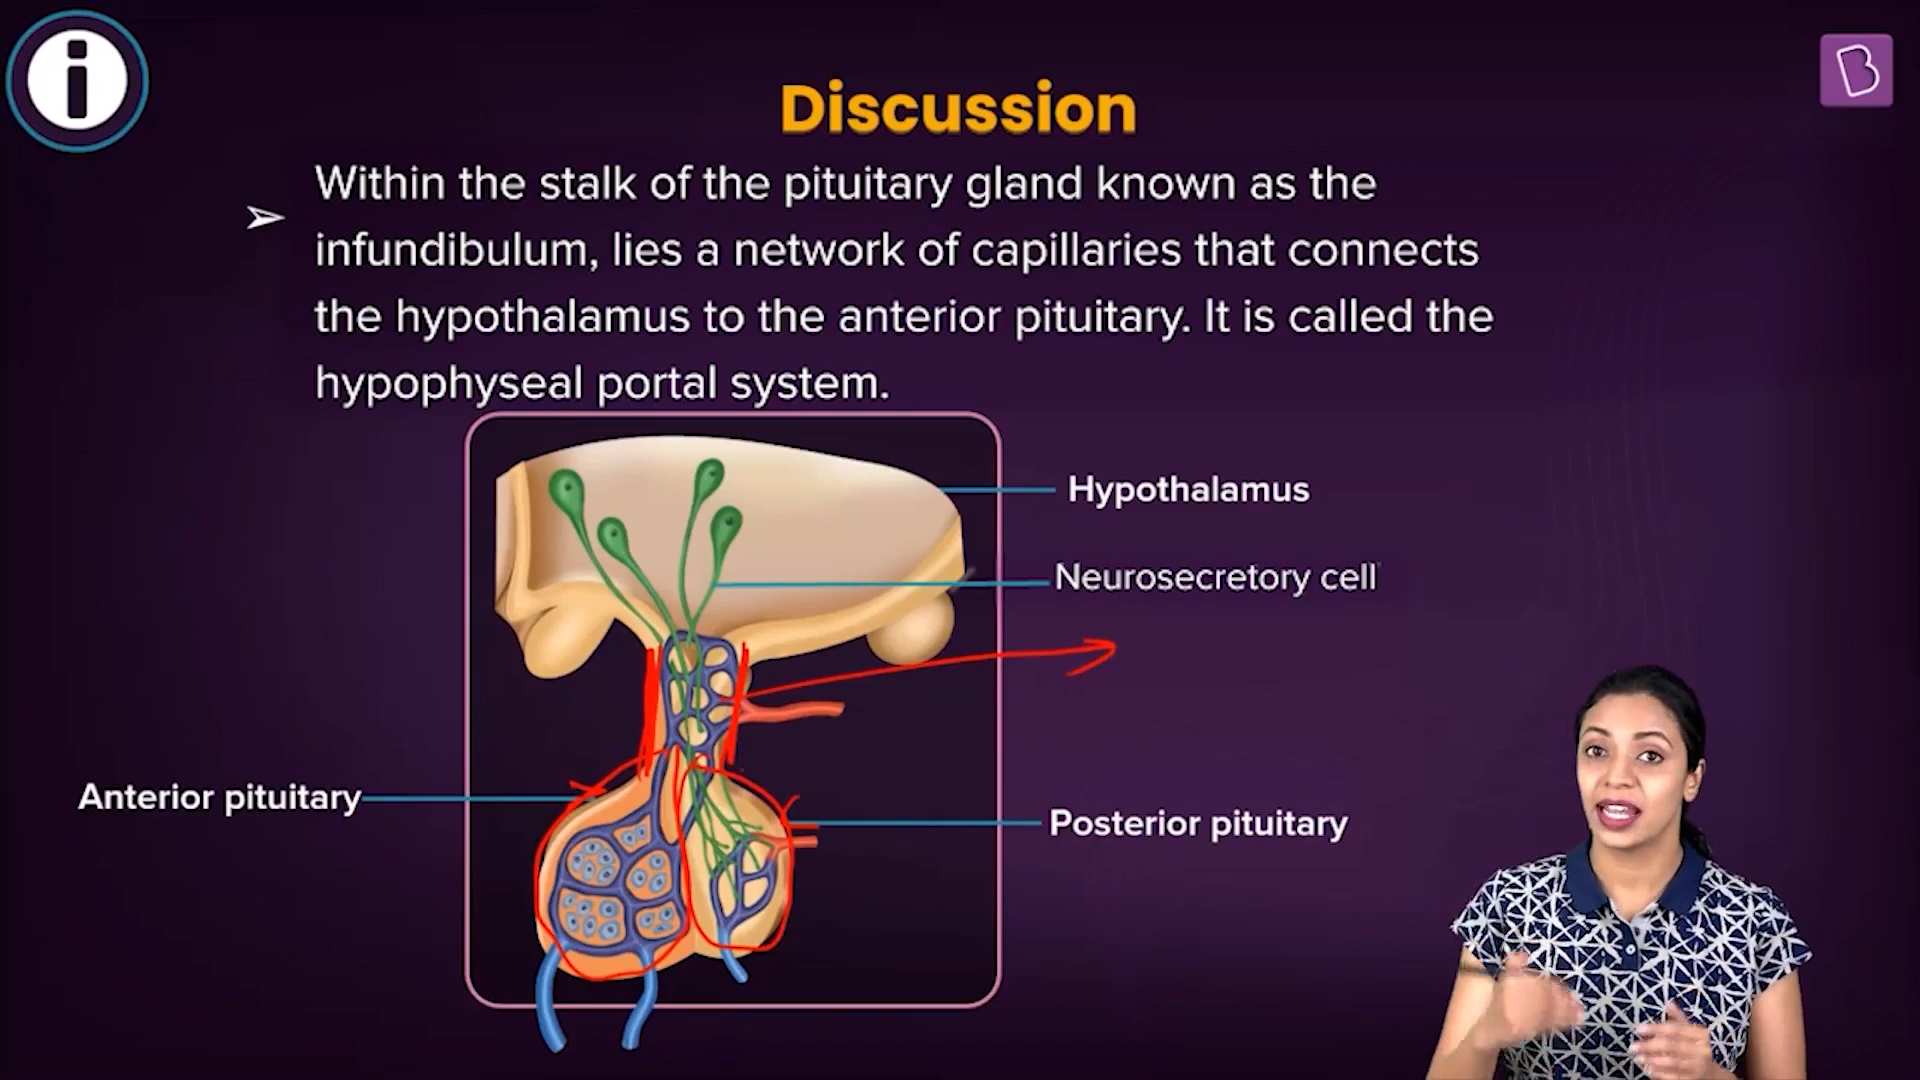 Discussion
➢ Within the stalk of the pituitary gland known as the
infundibulum, lies a network of capillaries that connects
the hypothalamus to the anterior pituitary. It is called the
hypophyseal portal system.
Hypothalamus
Neurosecretory cell
Anterior pituitary
Posterior pituitary
i
B